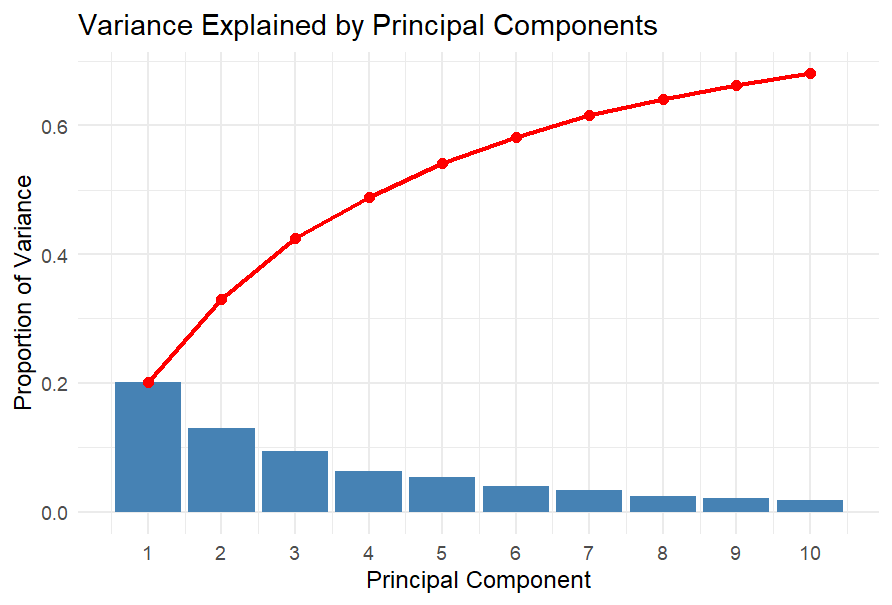 Variance Explained by Principal Components
Proportion of Variance
0.6
0.4
0.2
0.0
1 2 3 4 5 6 7 8 9 10
Principal Component